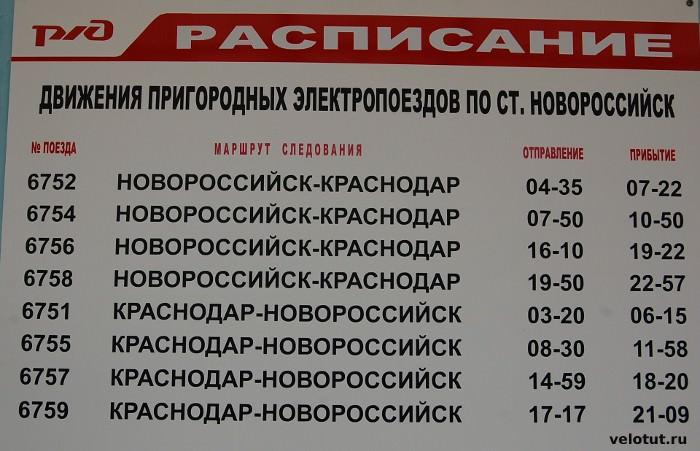 РЖД РАСПИСАНИЕ
ДВИЖЕНИЯ ПРИГОРОДНЫХ ЭЛЕКТРОПОЕЗДОВ ПО СТ. НОВОРОССИЙСК
№ ПОЕЗДА МАРШРУТ СЛЕДОВАНИЯ ОТПРАВЛЕНИЕ ПРИБЫТИЕ
6752 НОВОРОССИЙСК-КРАСНОДАР 04-35 07-22
6754 НОВОРОССИЙСК-КРАСНОДАР 07-50 10-50
6756 НОВОРОССИЙСК-КРАСНОДАР 16-10 19-22
6758 НОВОРОССИЙСК-КРАСНОДАР 19-50 22-57
6751 КРАСНОДАР-НОВОРОССИЙСК 03-20 06-15
6755 КРАСНОДАР-НОВОРОССИЙСК 08-30 11-58
6757 КРАСНОДАР-НОВОРОССИЙСК 14-59 18-20
6759 КРАСНОДАР-НОВОРОССИЙСК 17-17 21-09
velotut.ru